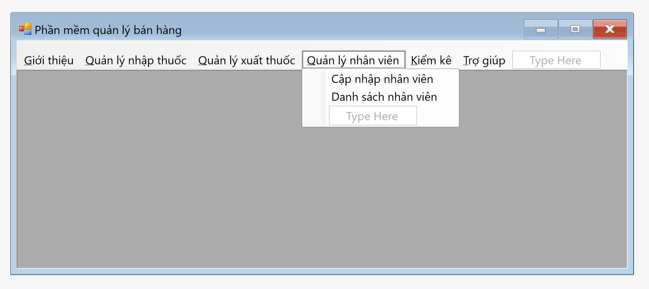 Phần mềm quản lý bán hàng
Giới thiệu Quản lý nhập thuốc Quản lý xuất thuốc Quản lý nhân viên Kiểm kê Trợ giúp Type Here
Cập nhập nhân viên
Danh sách nhân viên
Type Here